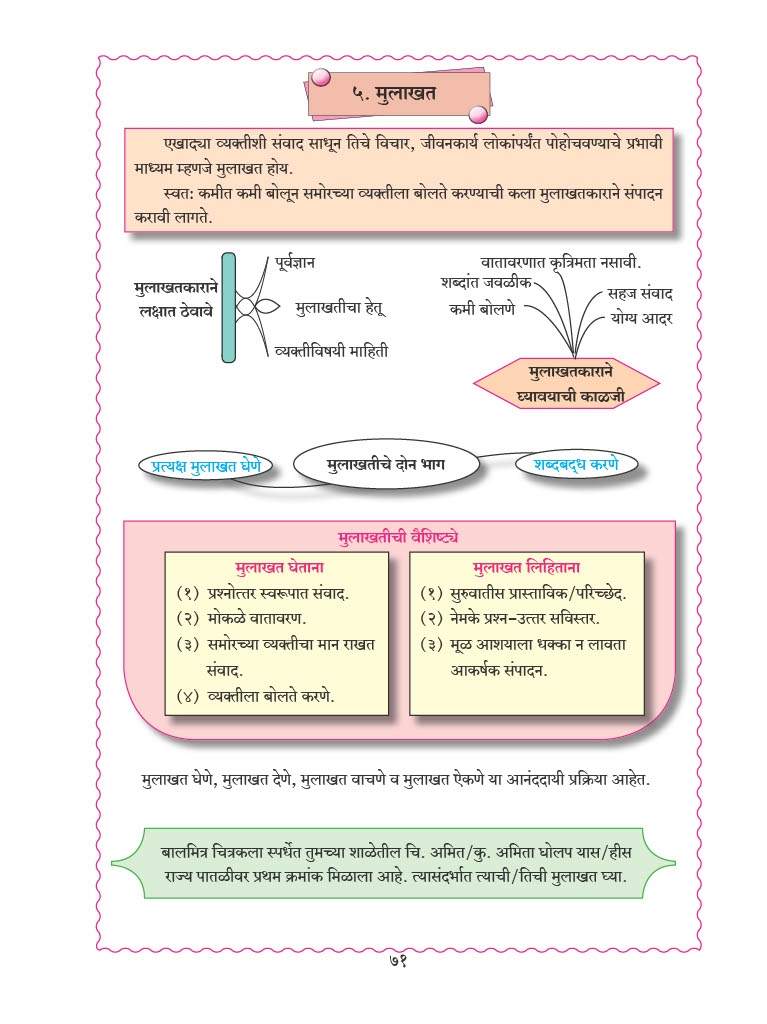 ५. मुलाखत
एखाद्या व्यक्तीशी संवाद साधून तिचे विचार, जीवनकार्य लोकांपर्यंत पोहोचवण्याचे प्रभावी
माध्यम म्हणजे मुलाखत होय.
स्वत: कमीत कमी बोलून समोरच्या व्यक्तीला बोलते करण्याची कला मुलाखतकाराने संपादन
करावी लागते.
मुलाखतकाराने
लक्षात ठेवावे
पूर्वज्ञान
मुलाखतीचा हेतू
व्यक्तीविषयी माहिती
वातावरणात कृत्रिमता नसावी.
शब्दांत जवळीक
कमी बोलणे
सहज संवाद
योग्य आदर
मुलाखतकाराने
घ्यावयाची काळजी
प्रत्यक्ष मुलाखत घेणे
मुलाखतीचे दोन भाग
शब्दबद्ध करणे
मुलाखतीची वैशिष्ट्ये
मुलाखत घेताना
(१) प्रश्नोत्तर स्वरूपात संवाद.
(२) मोकळे वातावरण.
(३) समोरच्या व्यक्तीचा मान राखत
संवाद.
(४) व्यक्तीला बोलते करणे.
मुलाखत लिहिताना
(१) सुरुवातीस प्रास्ताविक/परिच्छेद.
(२) नेमके प्रश्न-उत्तर सविस्तर.
(३) मूळ आशयाला धक्का न लावता
आकर्षक संपादन.
मुलाखत घेणे, मुलाखत देणे, मुलाखत वाचणे व मुलाखत ऐकणे या आनंददायी प्रक्रिया आहेत.
बालमित्र चित्रकला स्पर्धेत तुमच्या शाळेतील चि. अमित/कु. अमिता घोलप यास/हीस
राज्य पातळीवर प्रथम क्रमांक मिळाला आहे. त्यासंदर्भात त्याची/तिची मुलाखत घ्या.
७१